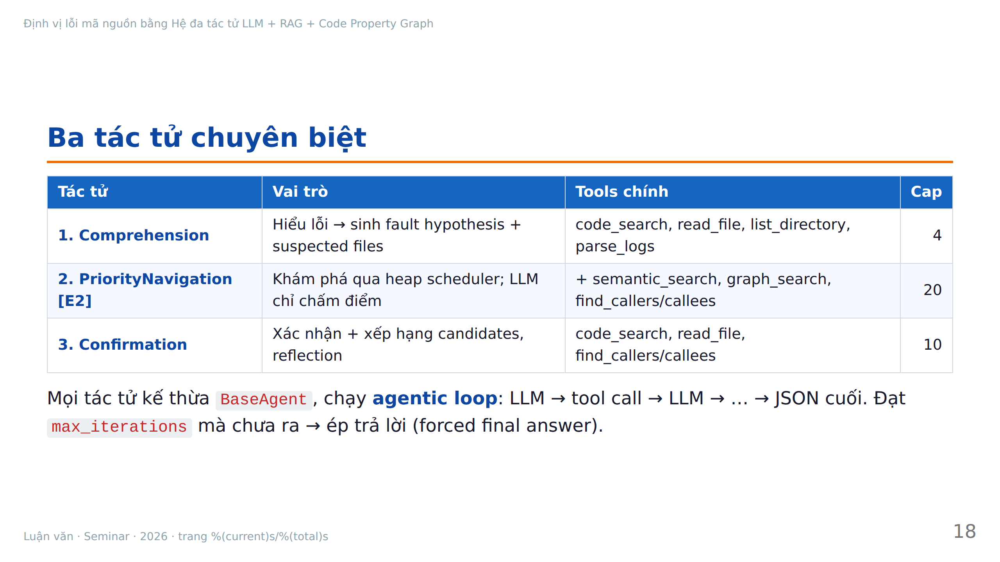 Định vị lỗi mã nguồn bằng Hệ đa tác tử LLM + RAG + Code Property Graph
Ba tác tử chuyên biệt
Tác tử Vai trò Tools chính Cap
1. Comprehension
Hiểu lỗi → sinh fault hypothesis +
suspected files
code_search, read_file, list_directory,
parse_logs
4
2. PriorityNavigation
[E2]
Khám phá qua heap scheduler; LLM
chỉ chấm điểm
+ semantic_search, graph_search,
find_callers/callees
20
3. Confirmation
Xác nhận + xếp hạng candidates,
reflection
code_search, read_file,
find_callers/callees
10
Mọi tác tử kế thừa BaseAgent, chạy agentic loop: LLM → tool call → LLM → … → JSON cuối. Đạt
max_iterations mà chưa ra → ép trả lời (forced final answer).
Luận văn · Seminar · 2026 · trang %(current)s/%(total)s
18